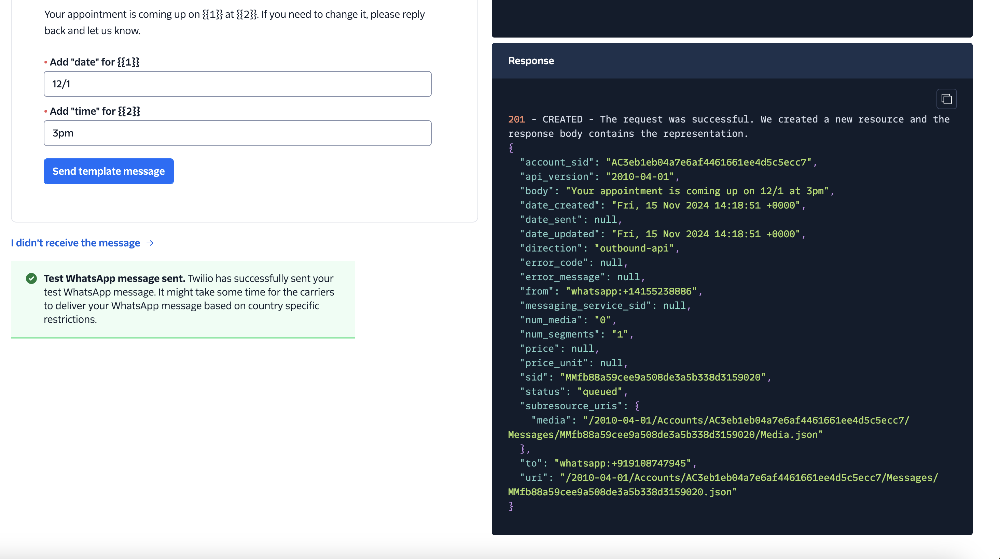 Your appointment is coming up on {{1}} at {{2}}. If you need to change it, please reply
back and let us know.
• Add "date" for {{1}}
12/1
• Add "time" for {{2}}
3pm
Send template message
I didn’t receive the message →
Test WhatsApp message sent. Twilio has successfully sent your
test WhatsApp message. It might take some time for the carriers
to deliver your WhatsApp message based on country specific
restrictions.
Response
201 - CREATED - The request was successful. We created a new resource and the
response body contains the representation.
{
  "account_sid": "AC3eb1eb04a7e6af4461661ee4d5c5ecc7",
  "api_version": "2010-04-01",
  "body": "Your appointment is coming up on 12/1 at 3pm",
  "date_created": "Fri, 15 Nov 2024 14:18:51 +0000",
  "date_sent": null,
  "date_updated": "Fri, 15 Nov 2024 14:18:51 +0000",
  "direction": "outbound-api",
  "error_code": null,
  "error_message": null,
  "from": "whatsapp:+14155238886",
  "messaging_service_sid": null,
  "num_media": "0",
  "num_segments": "1",
  "price": null,
  "price_unit": null,
  "sid": "MMfb88a59cee9a508de3a5b338d3159020",
  "status": "queued",
  "subresource_uris": {
    "media": "/2010-04-01/Accounts/AC3eb1eb04a7e6af4461661ee4d5c5ecc7/
Messages/MMfb88a59cee9a508de3a5b338d3159020/Media.json"
  },
  "to": "whatsapp:+919108747945",
  "uri": "/2010-04-01/Accounts/AC3eb1eb04a7e6af4461661ee4d5c5ecc7/Messages/
MMfb88a59cee9a508de3a5b338d3159020.json"
}